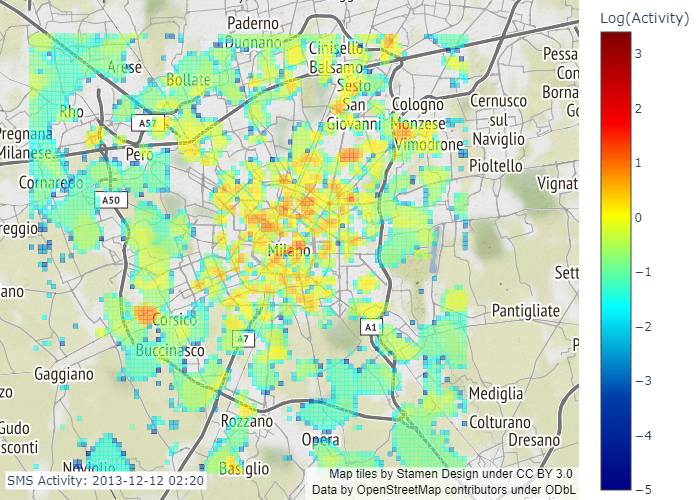 Paderno
Dugnano
Cinisello
Balsamo
Arese
Bollate
Sesto
San
Giovanni
Cologno
Monzese
Cernusco
sul
Naviglio
Pessa
Con
Borna
Go
Rho
A52
Pregnana
Milanese
Pero
Vimodrone
Pioltello
Cornaredo
Vignat
A50
reggio
Milano
Sett
ano
Pantigliate
Corsico
A1
A7
P
Buccinasco
Gaggiano
zo
Mediglia
Rozzano
Colturano
Gudo
sconti
Opera
Dresano
Noviglio
Basiglio
SMS Activity: 2013-12-12 02:20
Map tiles by Stamen Design under CC BY 3.0
Data by OpenStreetMap contributors under ODbL
Log(Activity)
3
2
1
0
−1
−2
−3
−4
−5